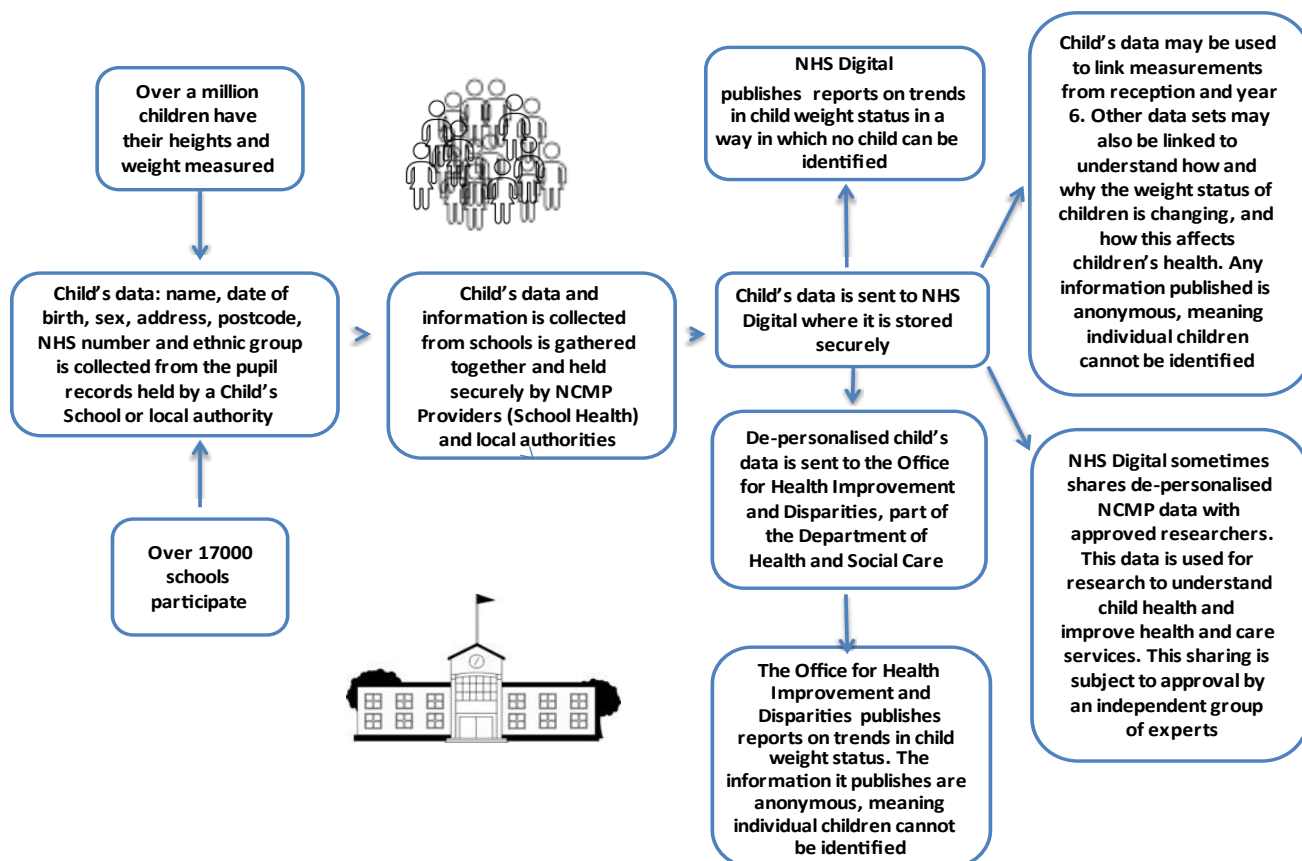 Over a million
children have
their heights and
weight measured
Child's data: name, date of
birth, sex, address, postcode,
NHS number and ethnic group
is collected from the pupil
records held by a Child's
School or local authority
Over 17000
schools
participate
Child's data and
information is collected
from schools is gathered
together and held
securely by NCMP
Providers (School Health)
and local authorities
NHS Digital
publishes reports on trends
in child weight status in a
way in which no child can be
identified
Child's data is sent to NHS
Digital where it is stored
securely
De-personalised child's
data is sent to the Office
for Health Improvement
and Disparities, part of
the Department of
Health and Social Care
The Office for Health
Improvement and
Disparities publishes
reports on trends in child
weight status. The
information it publishes are
anonymous, meaning
individual children cannot
be identified
Child's data may be used
to link measurements
from reception and year
6. Other data sets may
also be linked to
understand how and
why the weight status of
children is changing, and
how this affects
children's health. Any
information published is
anonymous, meaning
individual children
cannot be identified
NHS Digital sometimes
shares de-personalised
NCMP data with
approved researchers.
This data is used for
research to understand
child health and
improve health and care
services. This sharing is
subject to approval by
an independent group
of experts